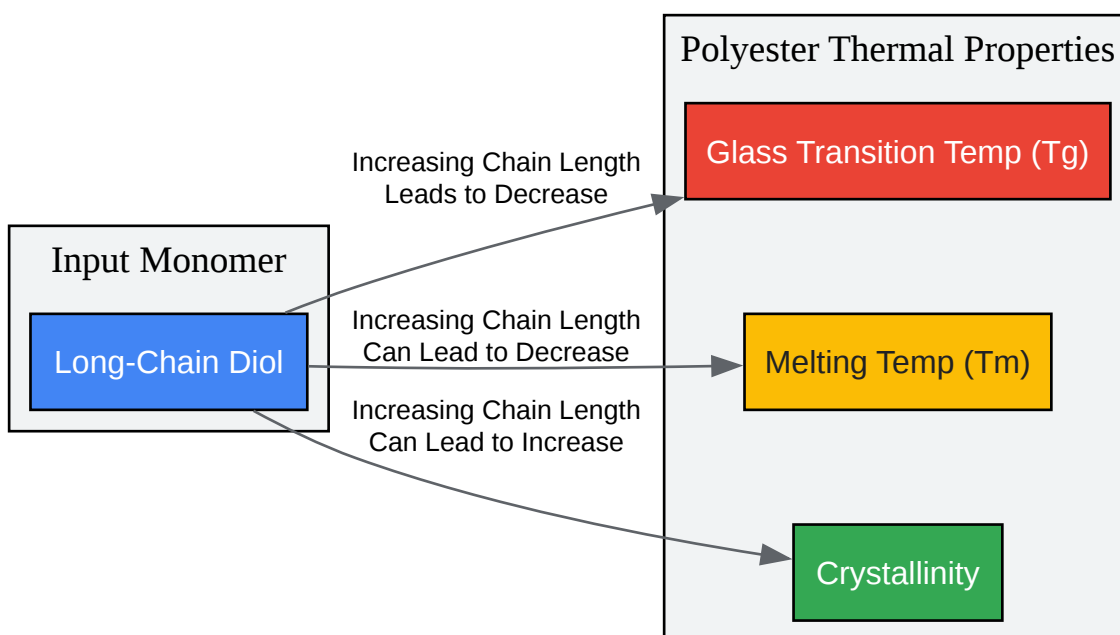 Polyester Thermal Properties
Glass Transition Temp (Tg)
Increasing Chain Length
Leads to Decrease
Input Monomer
Long-Chain Diol
Increasing Chain Length
Can Lead to Decrease
Melting Temp (Tm)
Increasing Chain Length
Can Lead to Increase
Crystallinity